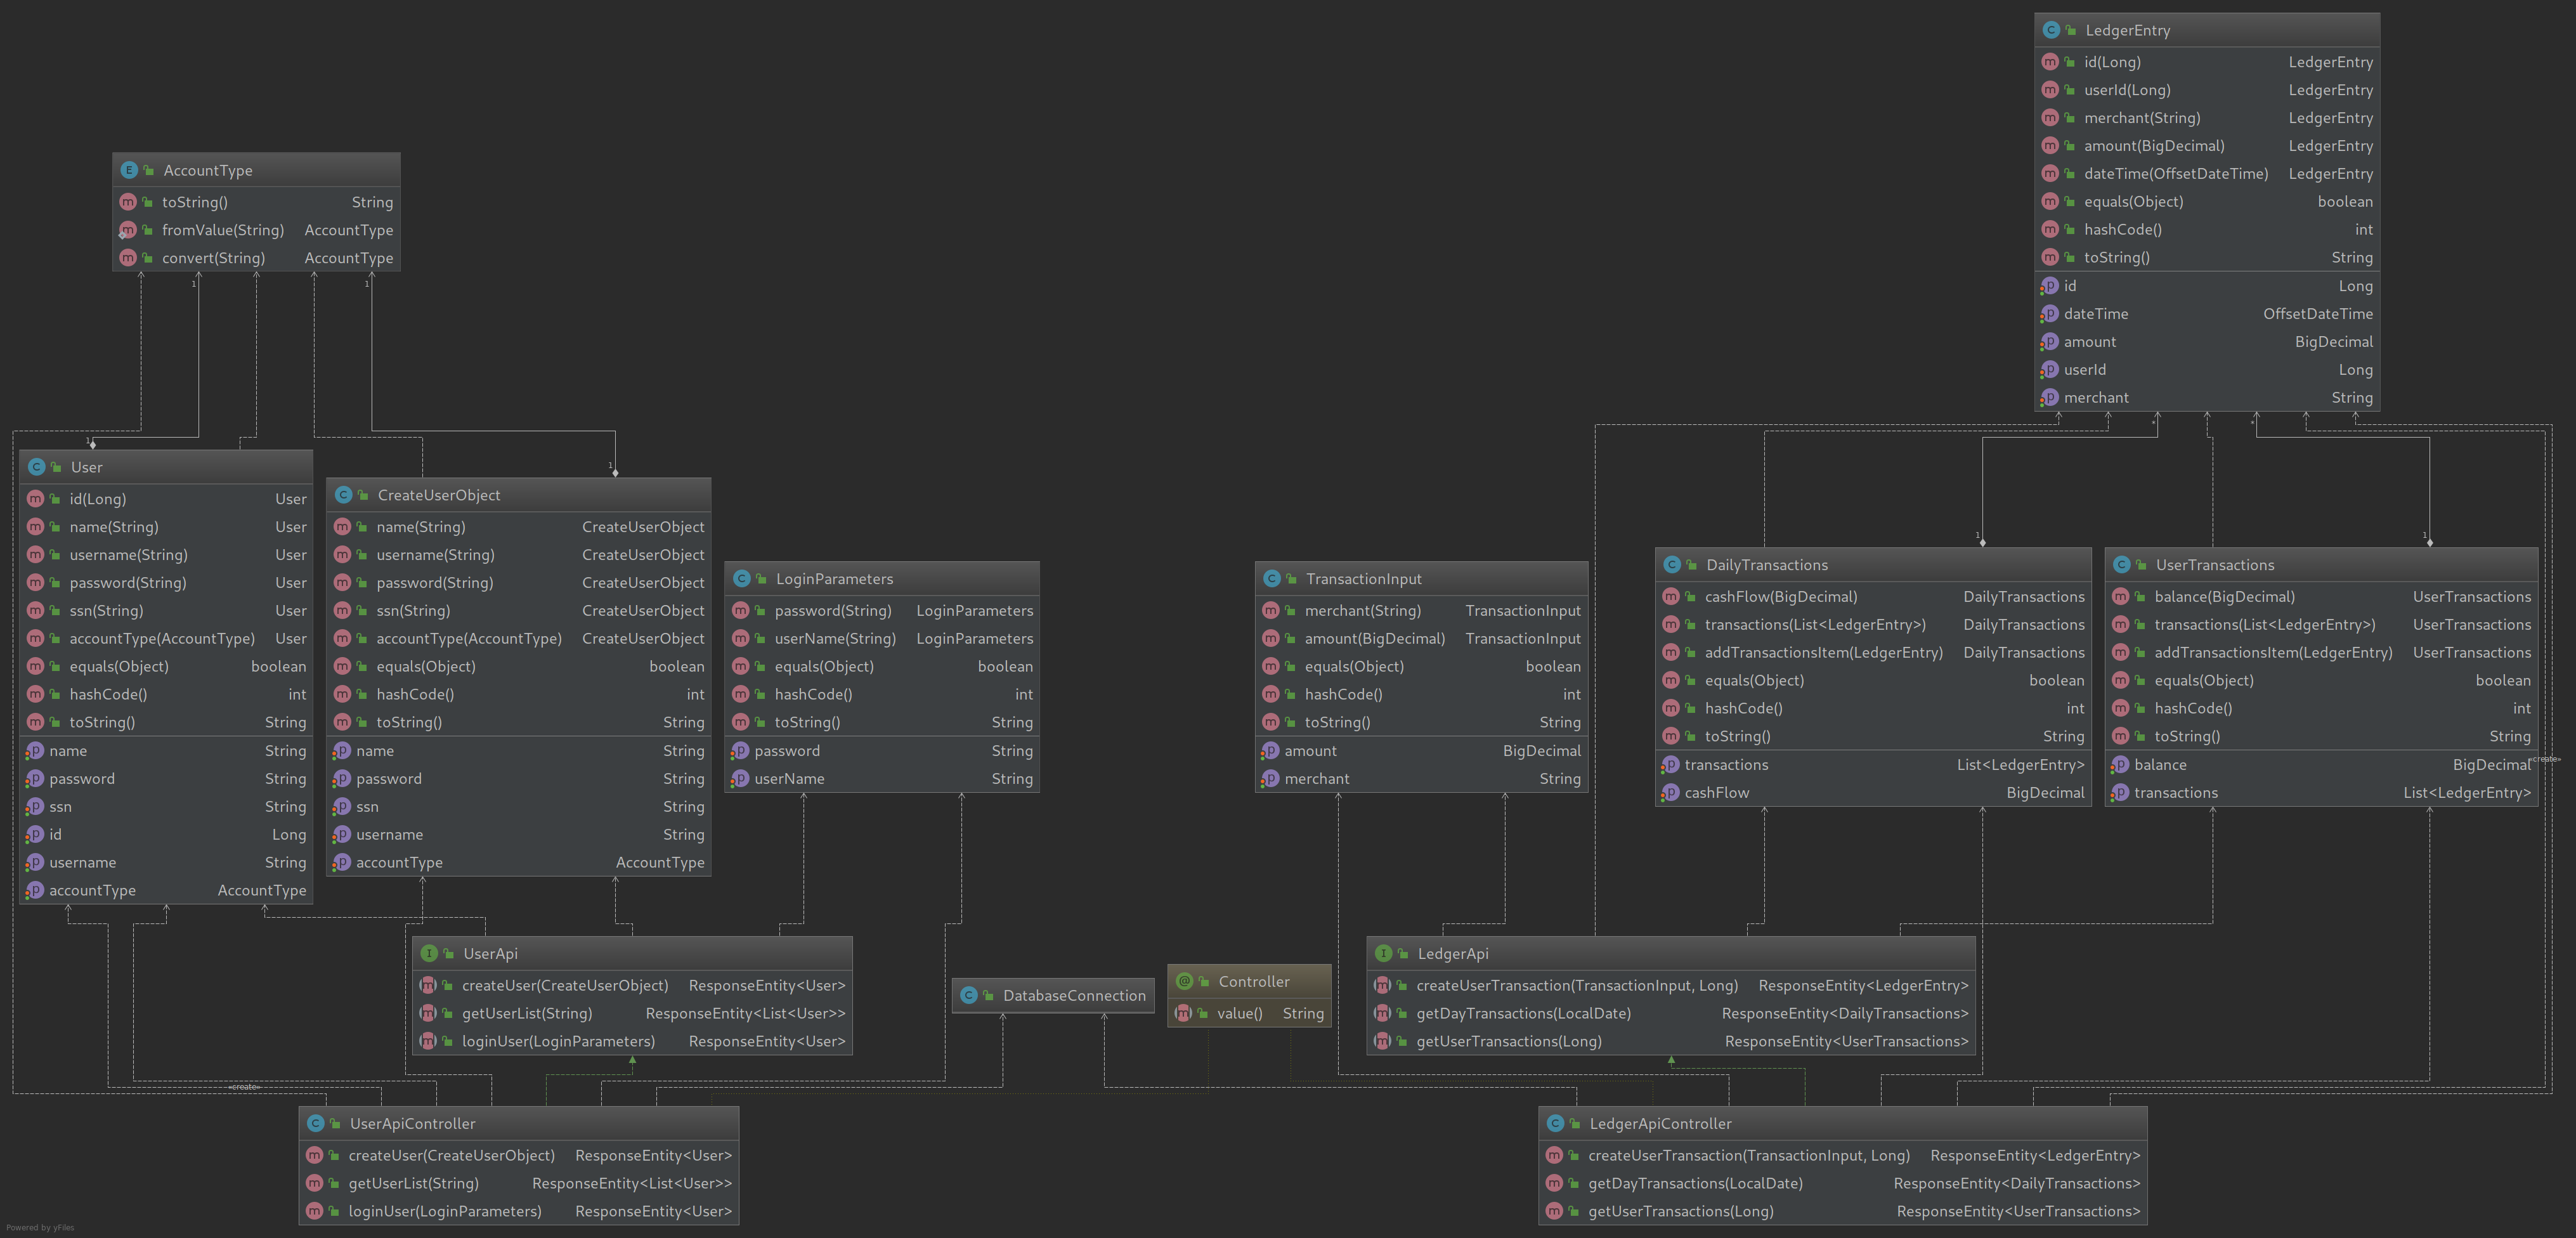 LedgerEntry
id(Long) LedgerEntry
userId(Long) LedgerEntry
merchant(String) LedgerEntry
amount(BigDecimal) LedgerEntry
dateTime(OffsetDateTime) LedgerEntry
equals(Object) boolean
hashCode() int
toString() String
id Long
dateTime OffsetDateTime
amount BigDecimal
userId Long
merchant String
AccountType
toString() String
fromValue(String) AccountType
convert(String) AccountType
1
1
1
1
*
*
1
1
User
id(Long) User
name(String) User
username(String) User
password(String) User
ssn(String) User
accountType(AccountType) User
equals(Object) boolean
hashCode() int
toString() String
name String
password String
ssn String
id Long
username String
accountType AccountType
CreateUserObject
name(String) CreateUserObject
username(String) CreateUserObject
password(String) CreateUserObject
ssn(String) CreateUserObject
accountType(AccountType) CreateUserObject
equals(Object) boolean
hashCode() int
toString() String
name String
password String
ssn String
username String
accountType AccountType
LoginParameters
password(String) LoginParameters
userName(String) LoginParameters
equals(Object) boolean
hashCode() int
toString() String
password String
userName String
TransactionInput
merchant(String) TransactionInput
amount(BigDecimal) TransactionInput
equals(Object) boolean
hashCode() int
toString() String
amount BigDecimal
merchant String
DailyTransactions
cashFlow(BigDecimal) DailyTransactions
transactions(List<LedgerEntry>) DailyTransactions
addTransactionsItem(LedgerEntry) DailyTransactions
equals(Object) boolean
hashCode() int
toString() String
transactions List<LedgerEntry>
cashFlow BigDecimal
UserTransactions
balance(BigDecimal) UserTransactions
transactions(List<LedgerEntry>) UserTransactions
addTransactionsItem(LedgerEntry) UserTransactions
equals(Object) boolean
hashCode() int
toString() String
balance BigDecimal
transactions List<LedgerEntry>
«create»
UserApi
createUser(CreateUserObject) ResponseEntity<User>
getUserList(String) ResponseEntity<List<User>>
loginUser(LoginParameters) ResponseEntity<User>
DatabaseConnection
Controller
value() String
LedgerApi
createUserTransaction(TransactionInput, Long) ResponseEntity<LedgerEntry>
getDayTransactions(LocalDate) ResponseEntity<DailyTransactions>
getUserTransactions(Long) ResponseEntity<UserTransactions>
«create»
UserApiController
createUser(CreateUserObject) ResponseEntity<User>
getUserList(String) ResponseEntity<List<User>>
loginUser(LoginParameters) ResponseEntity<User>
LedgerApiController
createUserTransaction(TransactionInput, Long) ResponseEntity<LedgerEntry>
getDayTransactions(LocalDate) ResponseEntity<DailyTransactions>
getUserTransactions(Long) ResponseEntity<UserTransactions>
Powered by yFiles